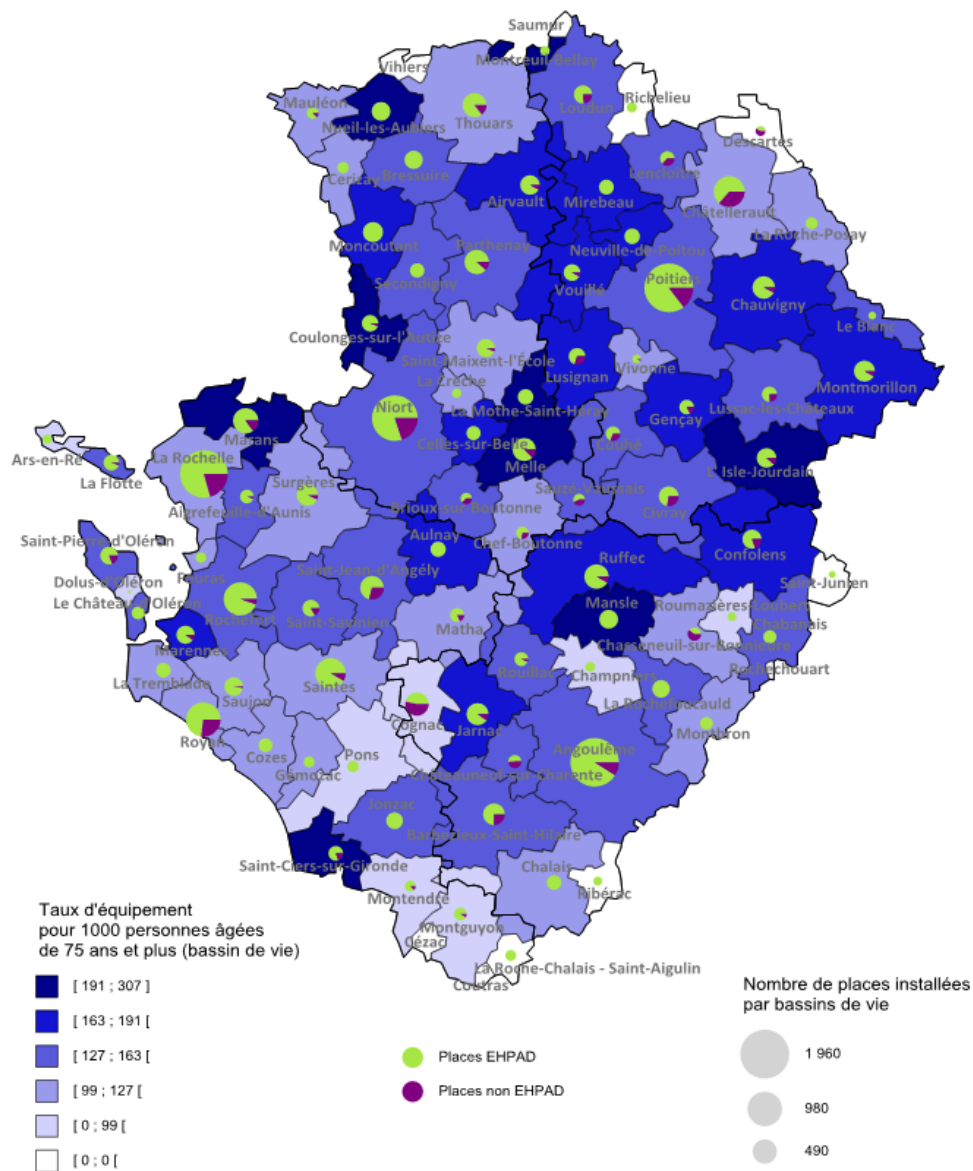 Saumur
Montreuil-Bellay
Vihiers
Loudun
Richelieu
Mauléon
Nueil-les-Aubiers
Thouars
Descartes
Cerizay
Bressuire
Airvault
Mirebeau
Lencloître
Châtellerault
La Roche-Posay
Moncoutant
Parthenay
Neuville-de-Poitou
Secondigny
Vouillé
Poitiers
Chauvigny
Le Blanc
Coulonges-sur-l'Autize
Saint-Maixent-l'École
Lusignan
Vivonne
Montmorillon
La Crèche
La Mothe-Saint-Héray
Gençay
Lussac-les-Châteaux
Niort
Marans
Celles-sur-Belle
Couhé
Ars-en-Ré
La Flotte
La Rochelle
Melle
L' Isle-Jourdain
Surgères
Aigrefeuille-d'Aunis
Brioux-sur-Boutonne
Sauzé-Vaussais
Civray
Saint-Pierre-d'Oléron
Aulnay
Chef-Boutonne
Ruffec
Confolens
Dolus-d'Oléron
Fouras
Saint-Jean-d'Angély
Saint-Junien
Le Château-d'Oléron
Rochefort
Saint-Savinien
Matha
Mansle
Roumazières-Loubert
Chabanais
Marennes
Chasseneuil-sur-Bonnieure
Rochechouart
La Tremblade
Saujon
Saintes
Rouillac
Champniers
La Rochefoucauld
Royan
Cognac
Jarnac
Montbron
Cozes
Gémozac
Pons
Châteauneuf-sur-Charente
Angoulême
Jonzac
Barbezieux-Saint-Hilaire
Saint-Ciers-sur-Gironde
Chalais
Ribérac
Montendre
Montguyon
Cézac
La Roche-Chalais - Saint-Aigulin
Coutras
Taux d'équipement
pour 1000 personnes âgées
de 75 ans et plus (bassin de vie)
[ 191 ; 307 ]
[ 163 ; 191 [
[ 127 ; 163 [
[ 99 ; 127 [
[ 0 ; 99 [
[ 0 ; 0 [
Places EHPAD
Places non EHPAD
Nombre de places installées
par bassins de vie
1 960
980
490